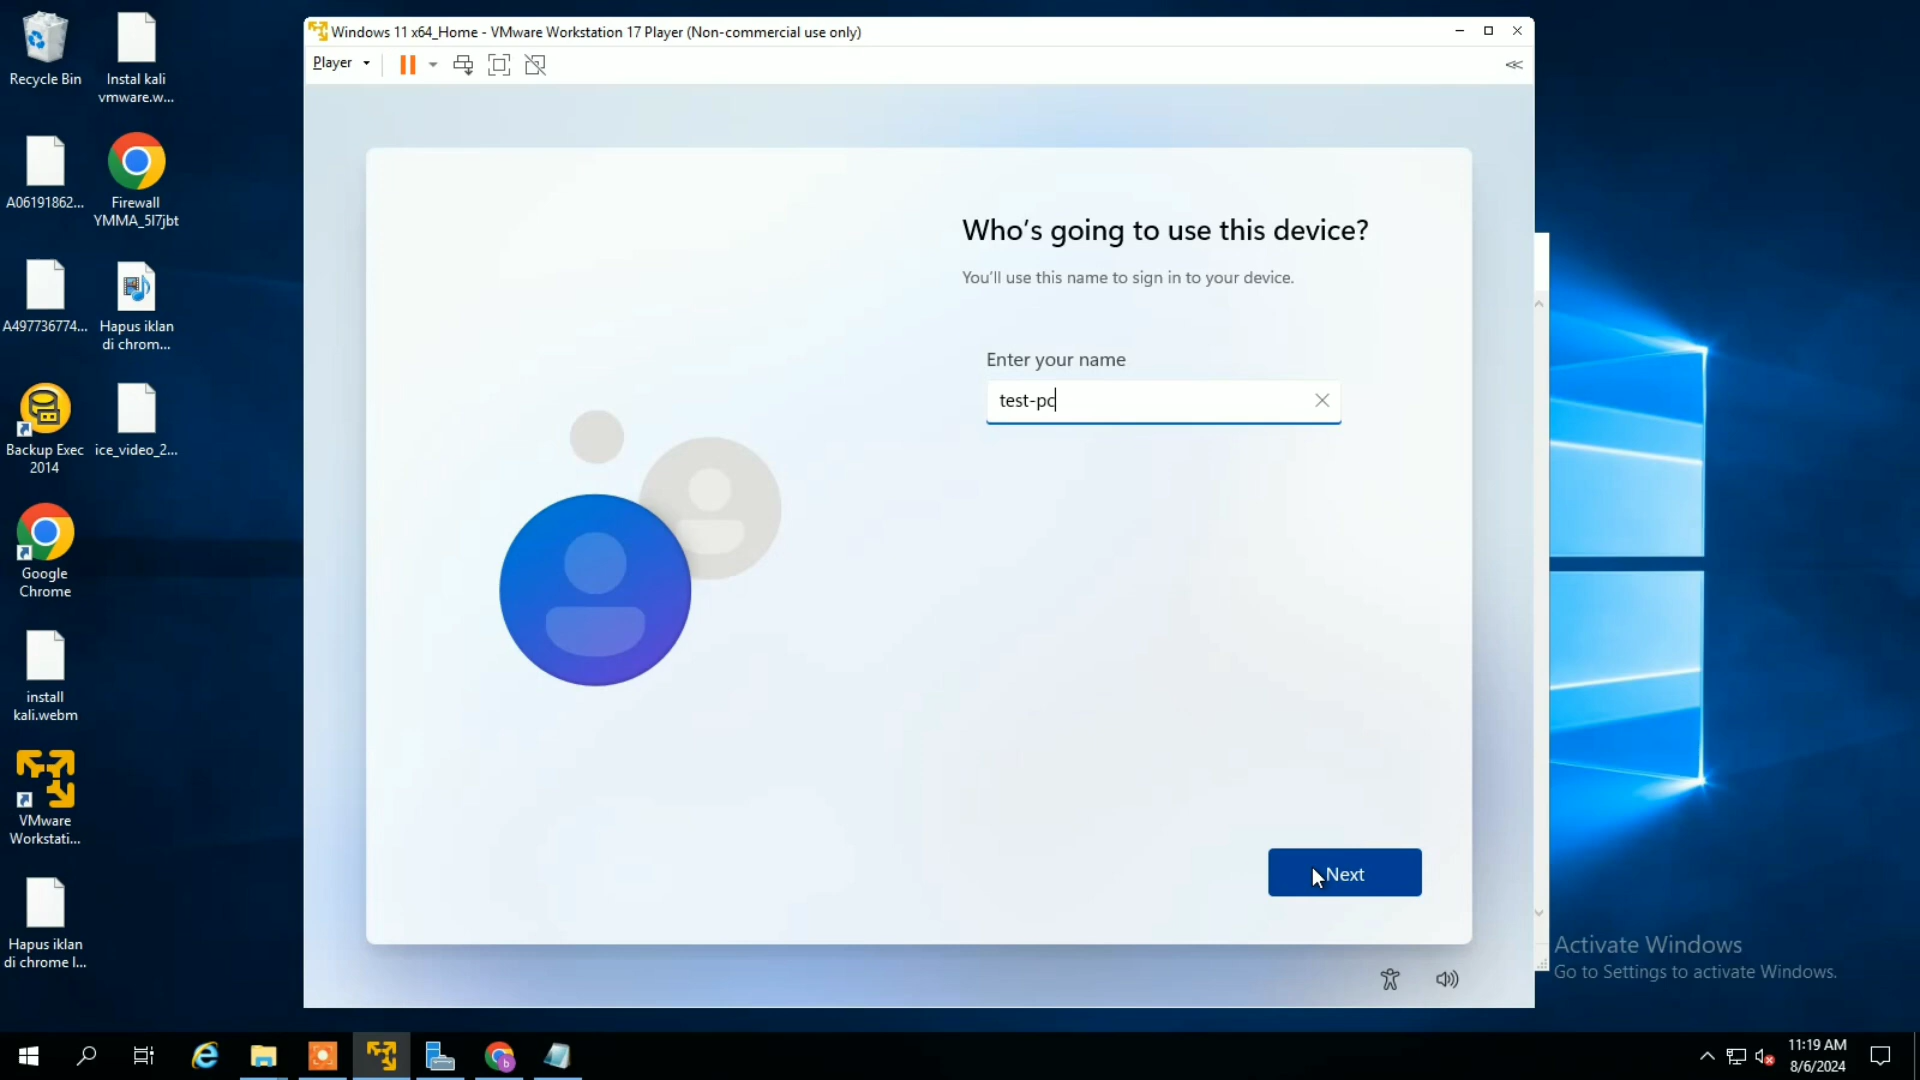 Recycle Bin
Instal kali
vmware.w...
A06191862...
Firewall
YMMA_5l7jbt
A497736774...
Hapus iklan
di chrom...
Backup Exec
2014
ice_video_2...
Google
Chrome
install
kali.webm
VMware
Workstati...
Hapus iklan
di chrome l...
Windows 11 x64_Home - VMware Workstation 17 Player (Non-commercial use only)
Player
Who's going to use this device?
You'll use this name to sign in to your device.
Enter your name
test-pc
Next
Activate Windows
Go to Settings to activate Windows.
11:19 AM
8/6/2024